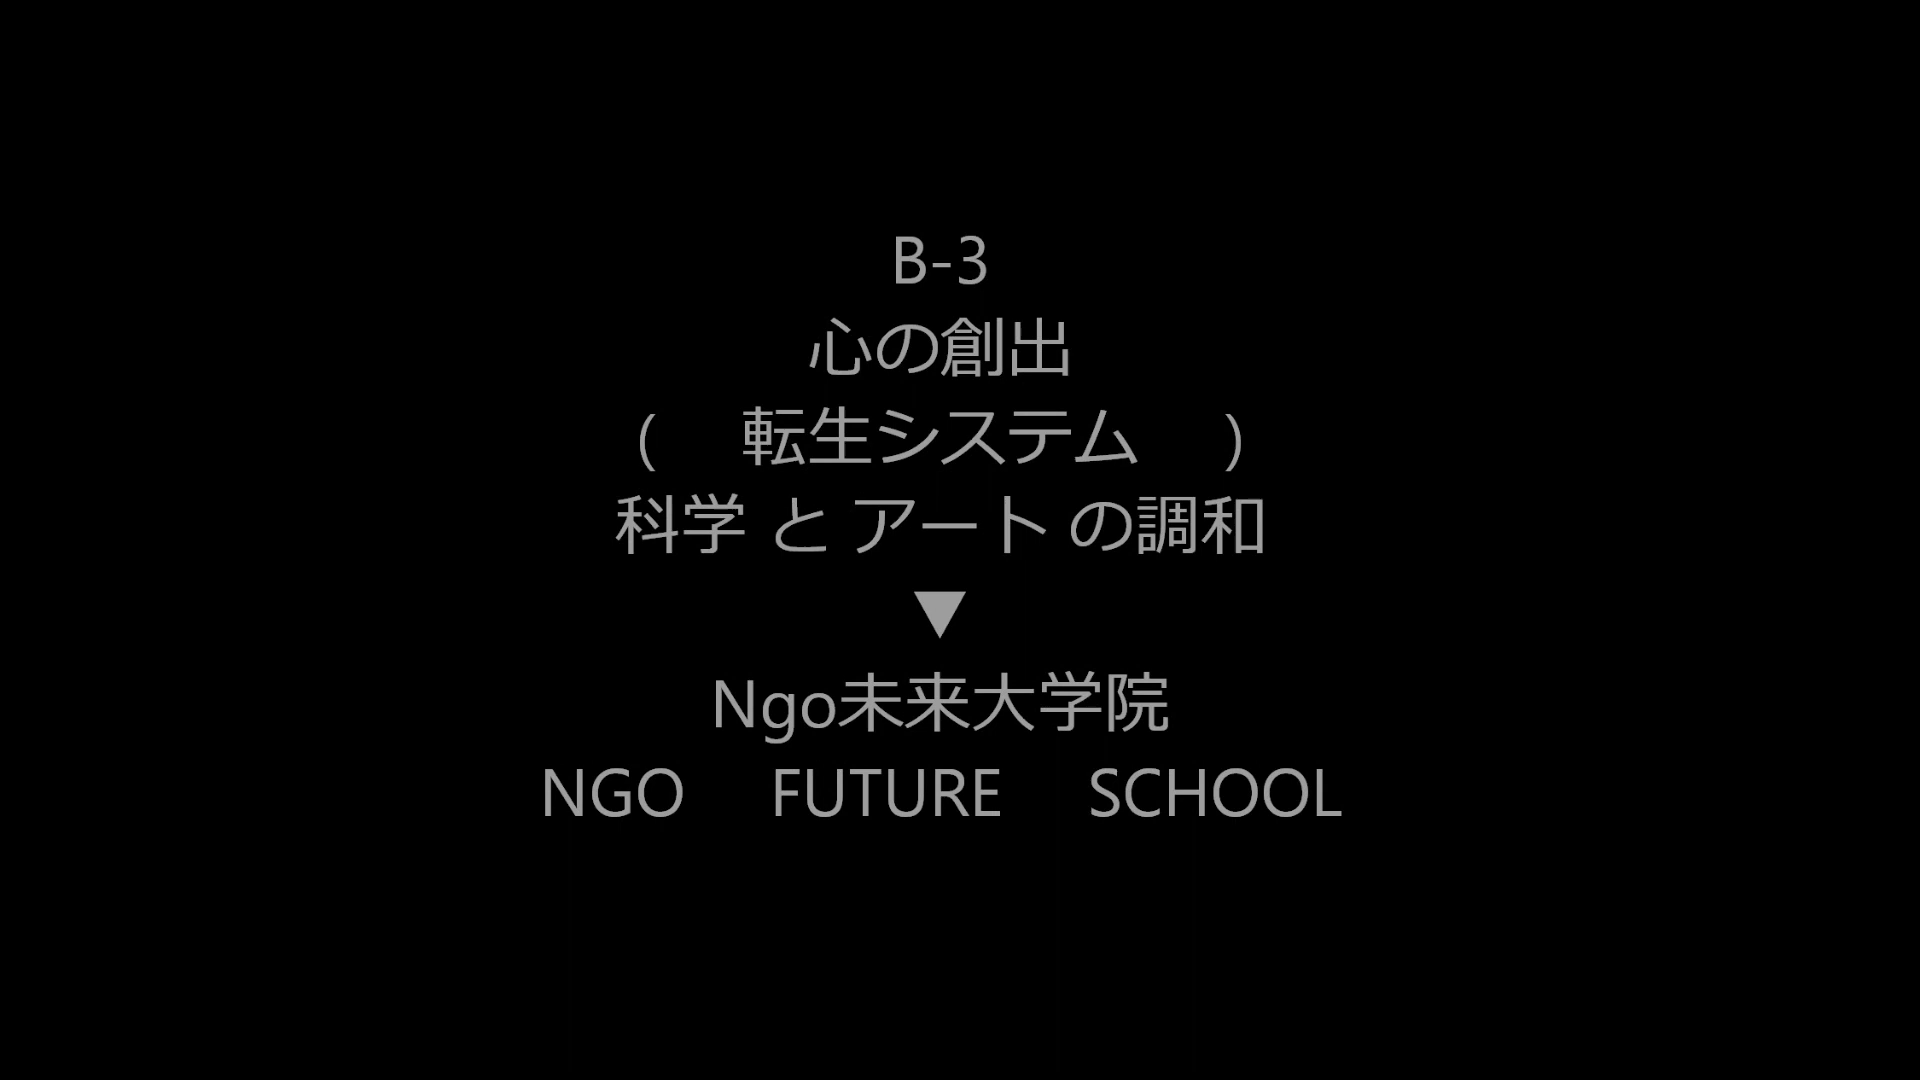 B-3
心の創出
(　転生システム　)
科学 と アート の調和
▼
Ngo未来大学院
NGO　FUTURE　SCHOOL